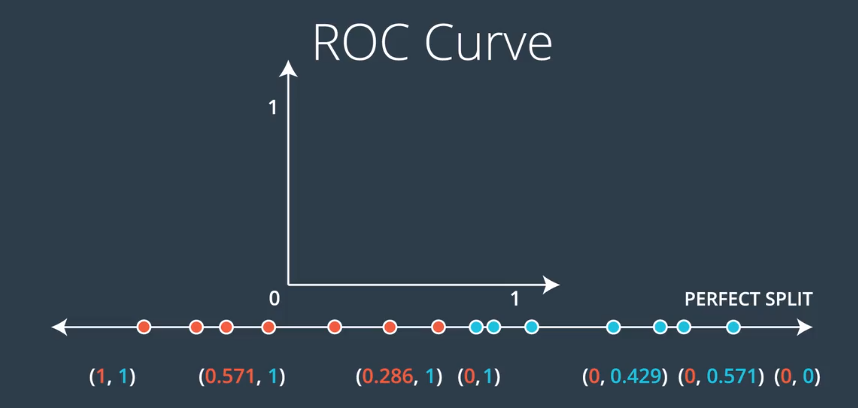 ROC Curve
1
0
1
PERFECT SPLIT
(1, 1) (0.571, 1) (0.286, 1) (0,1) (0, 0.429) (0, 0.571) (0, 0)